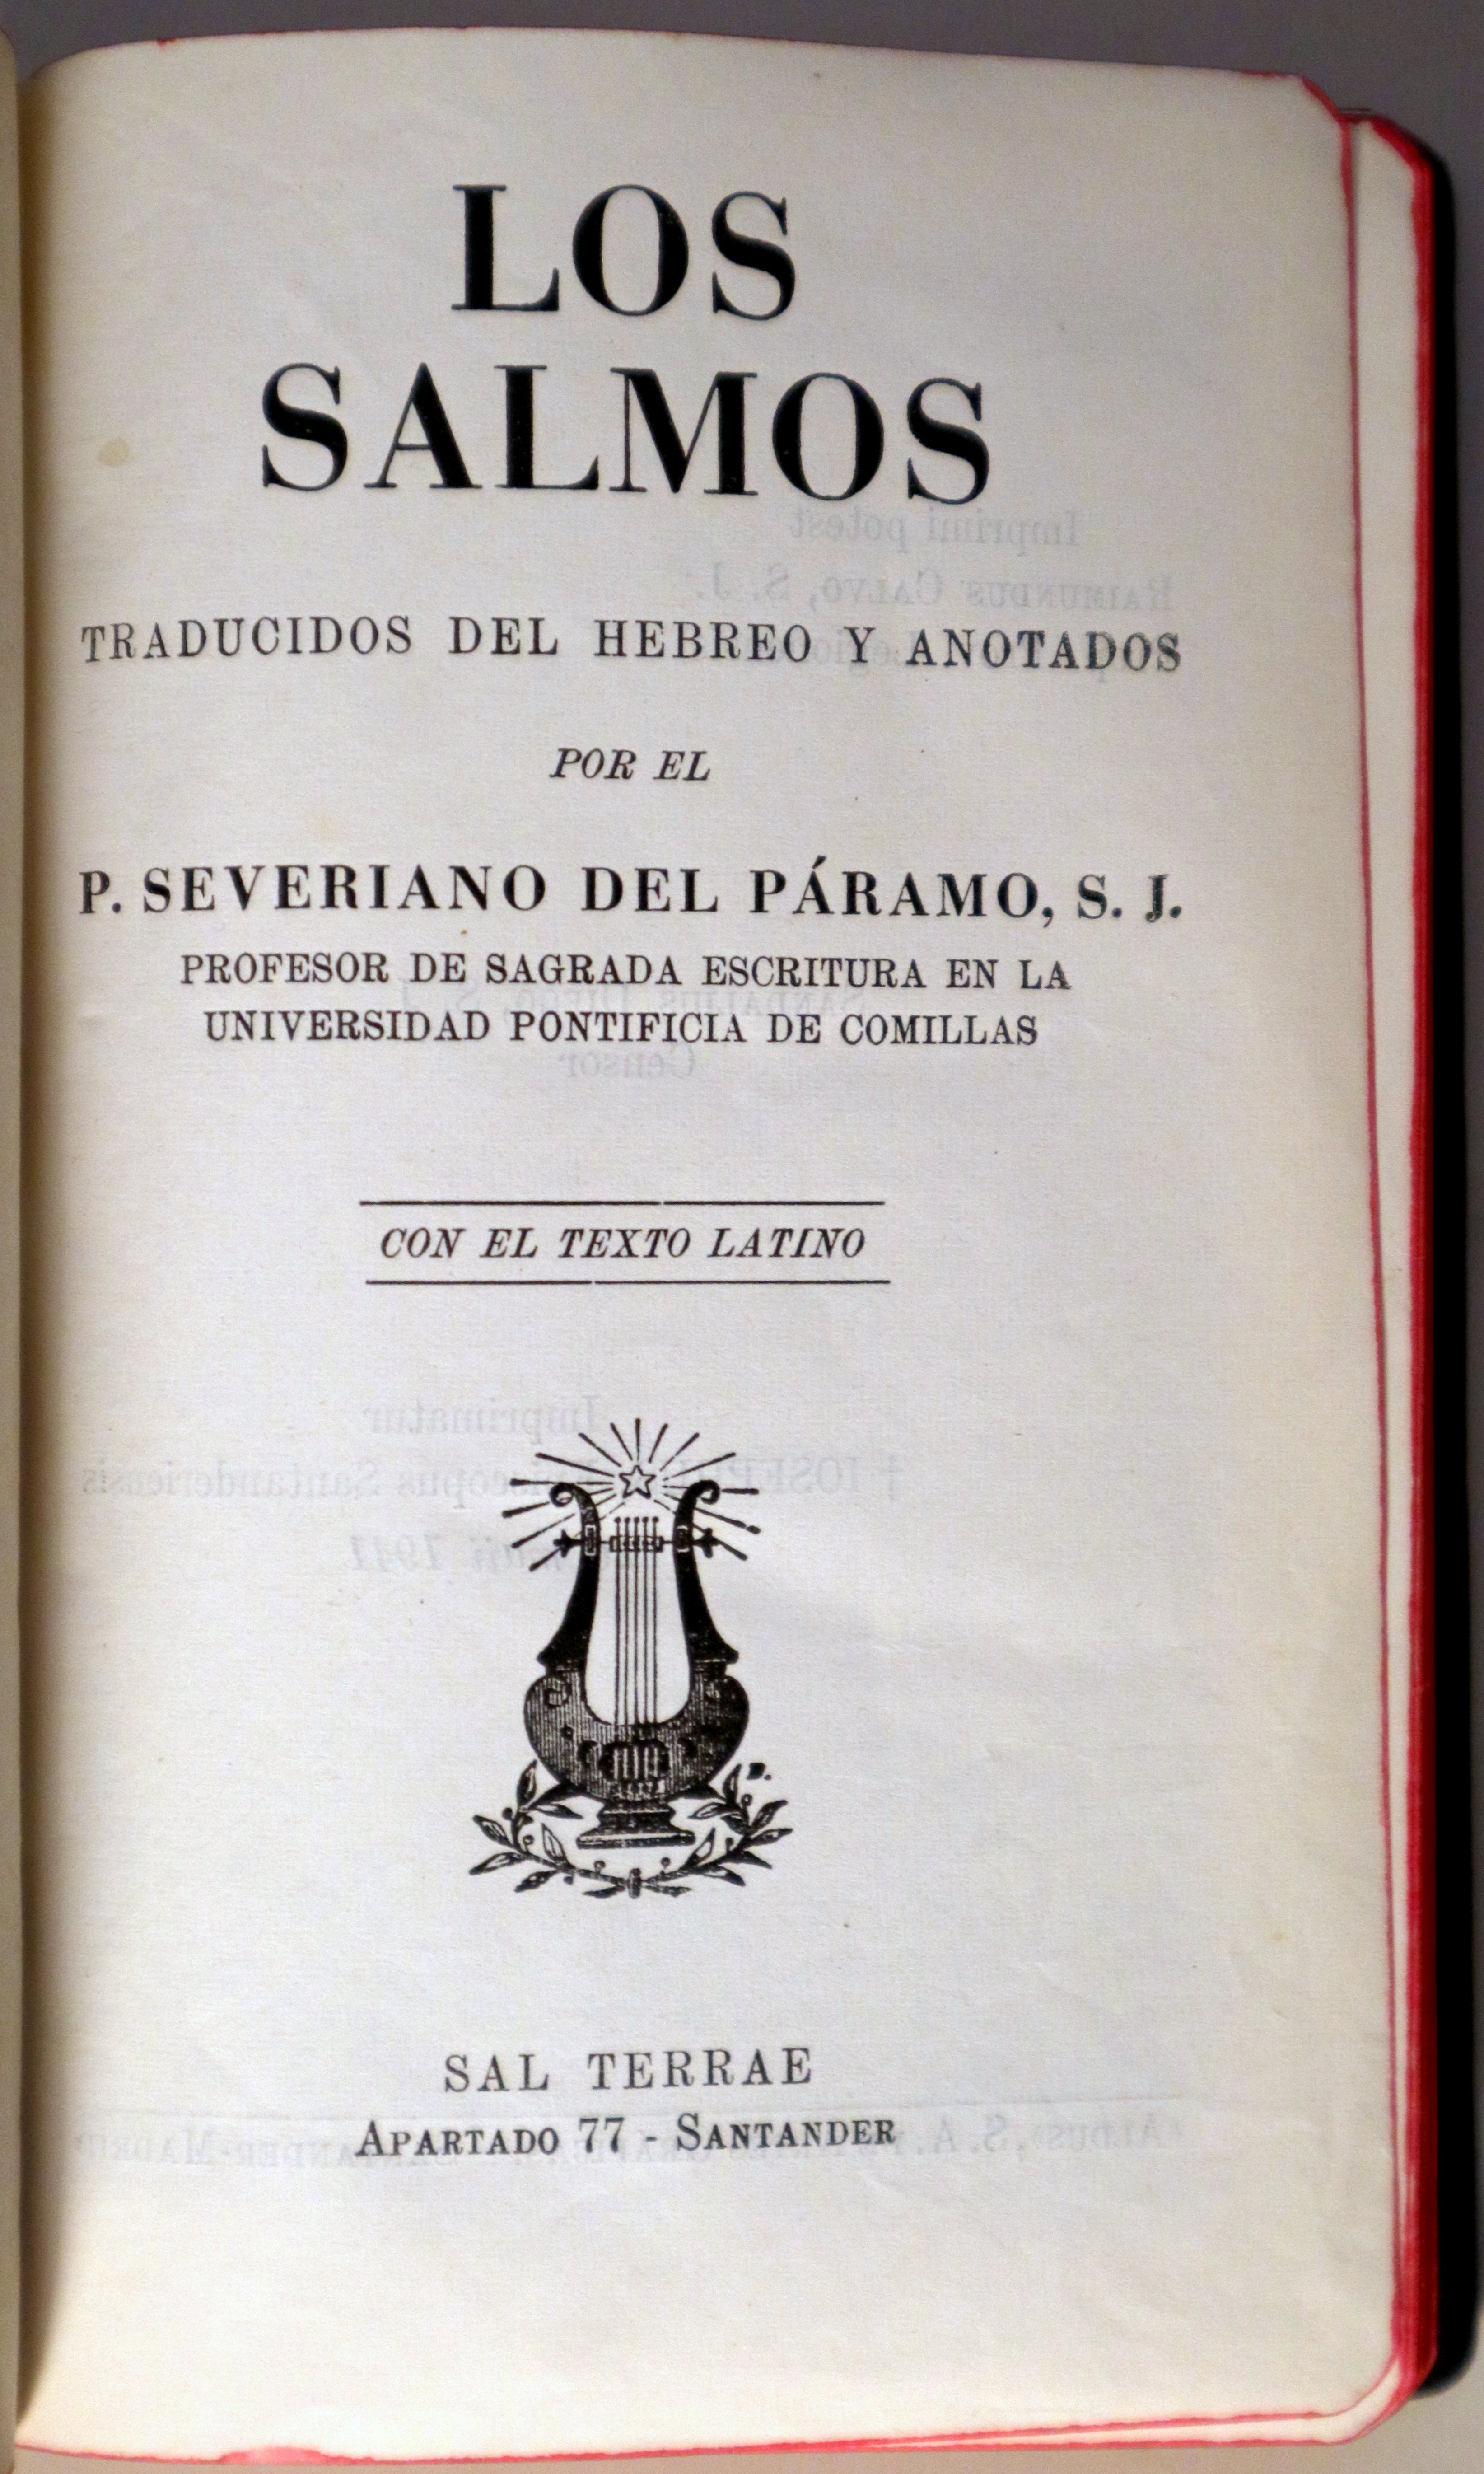 LOS
SALMOS
TRADUCIDOS DEL HEBREO Y ANOTADOS
POR EL
P. SEVERIANO DEL PÁRAMO, S. J.
PROFESOR DE SAGRADA ESCRITURA EN LA
UNIVERSIDAD PONTIFICIA DE COMILLAS
CON EL TEXTO LATINO
SAL TERRAE
APARTADO 77 - SANTANDER